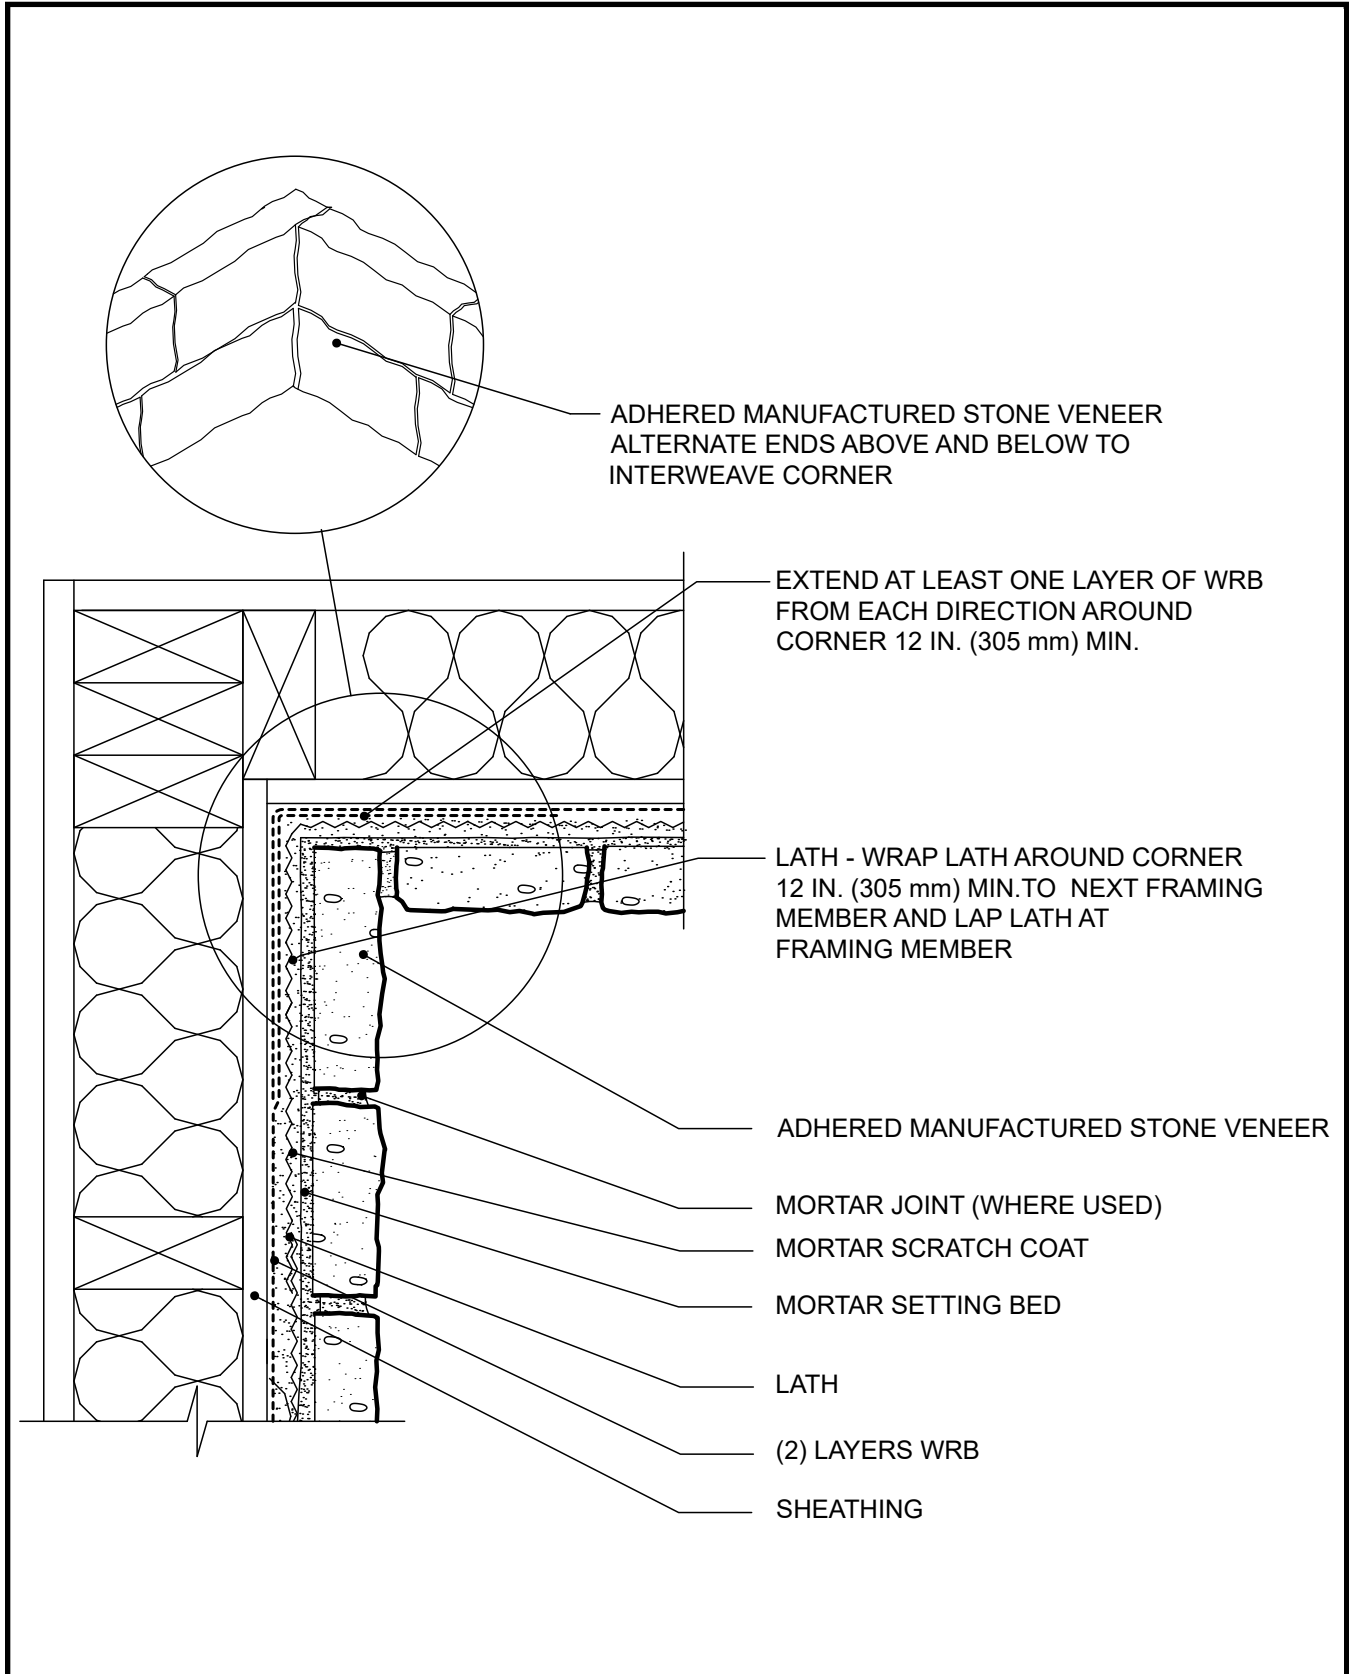 ADHERED MANUFACTURED STONE VENEER
ALTERNATE ENDS ABOVE AND BELOW TO
INTERWEAVE CORNER
EXTEND AT LEAST ONE LAYER OF WRB
FROM EACH DIRECTION AROUND
CORNER 12 IN. (305 mm) MIN.
LATH - WRAP LATH AROUND CORNER
12 IN. (305 mm) MIN.TO NEXT FRAMING
MEMBER AND LAP LATH AT
FRAMING MEMBER
ADHERED MANUFACTURED STONE VENEER
MORTAR JOINT (WHERE USED)
MORTAR SCRATCH COAT
MORTAR SETTING BED
LATH
(2) LAYERS WRB
SHEATHING